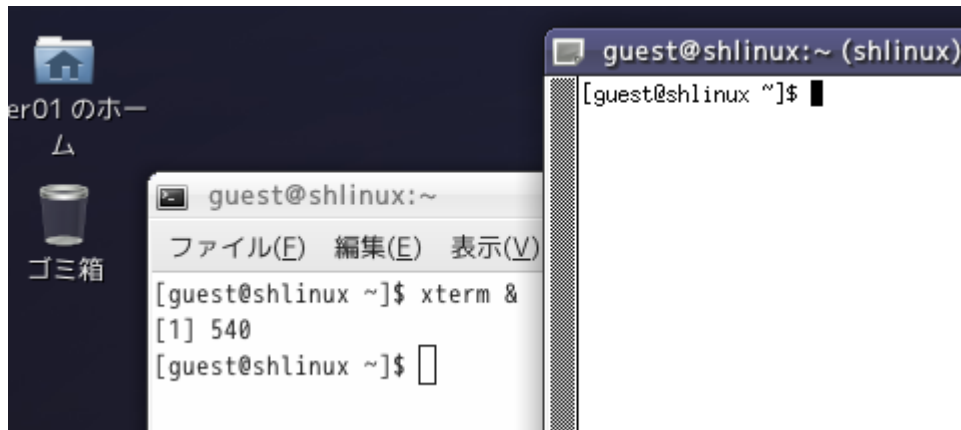 er01 のホー
ム
ゴミ箱
guest@shlinux:~
ファイル(F) 編集(E) 表示(V)
[guest@shlinux ~]$ xterm &
[1] 540
[guest@shlinux ~]$
guest@shlinux:~ (shlinux)
[guest@shlinux ~]$